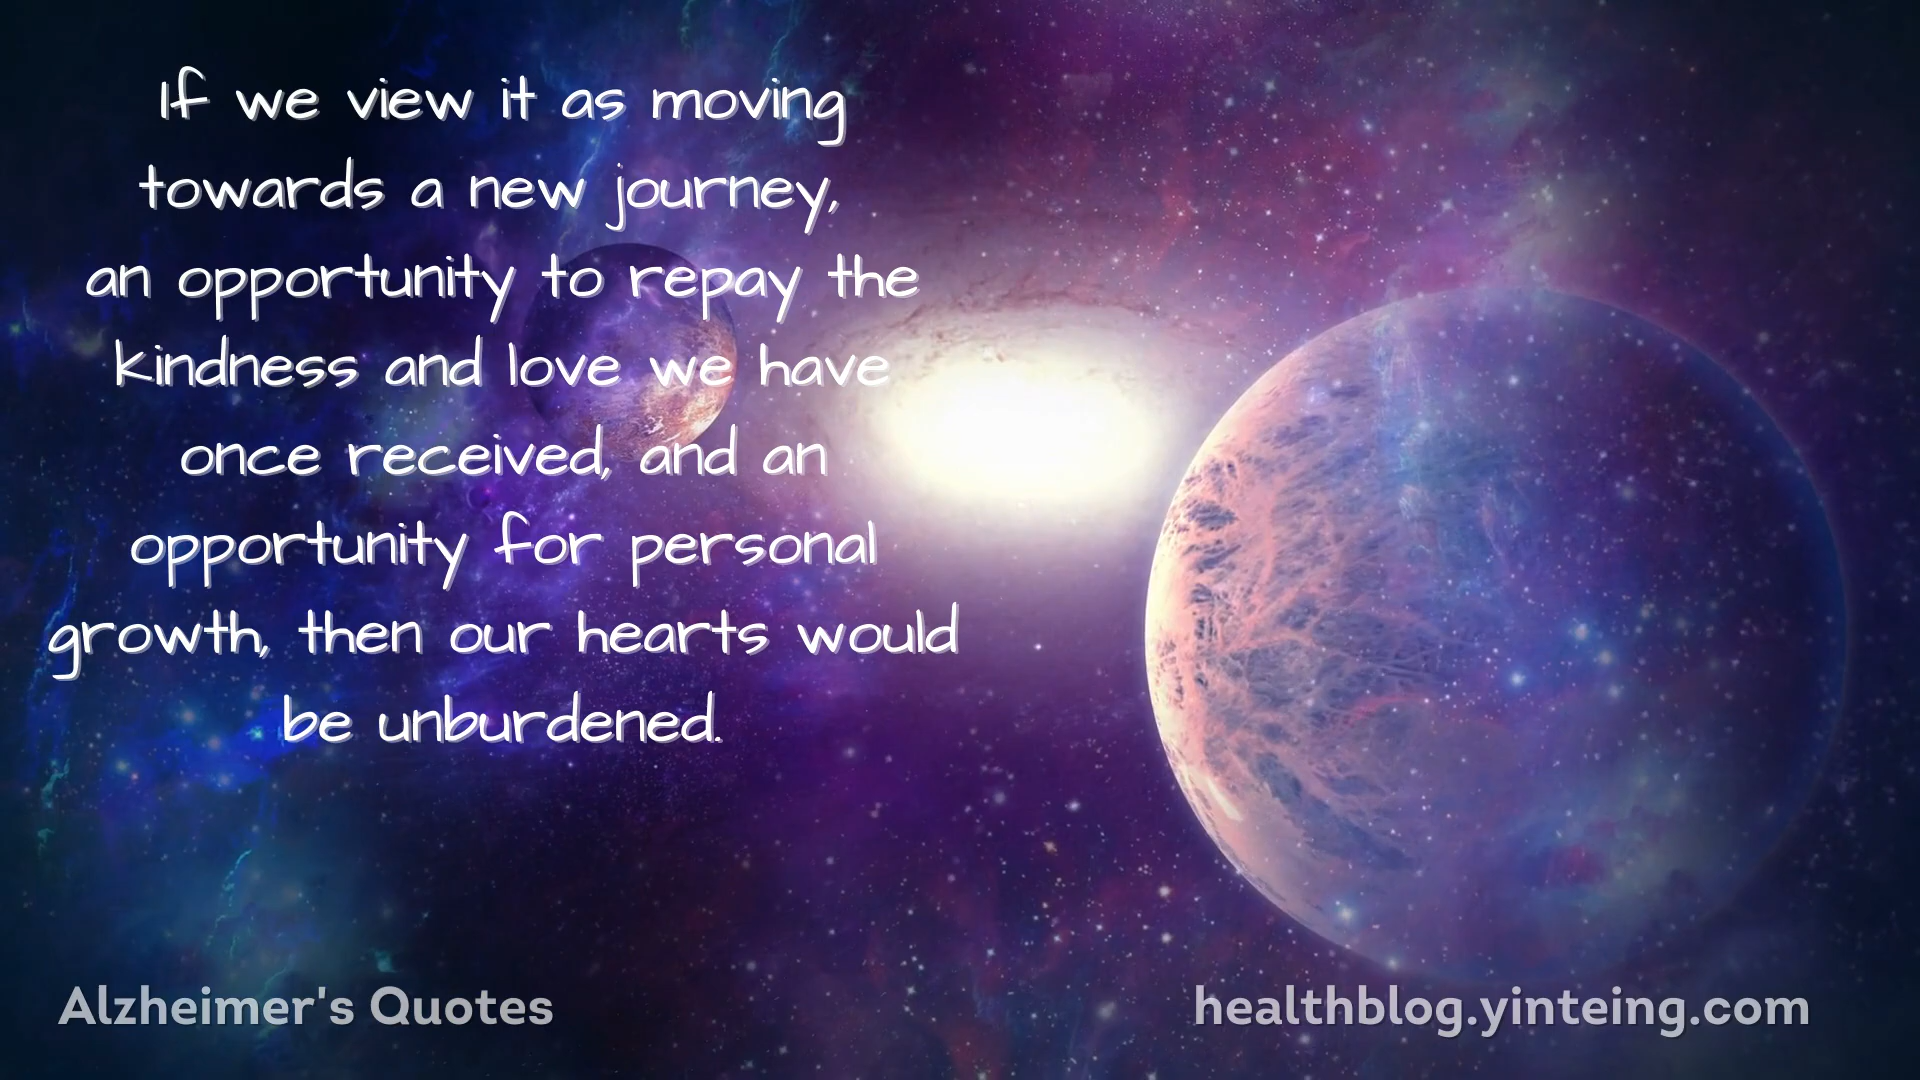 If we view it as moving
towards a new journey,
an opportunity to repay the
kindness and love we have
once received, and an
opportunity for personal
growth, then our hearts would
be unburdened.
Alzheimer's Quotes
healthblog.yinteing.com